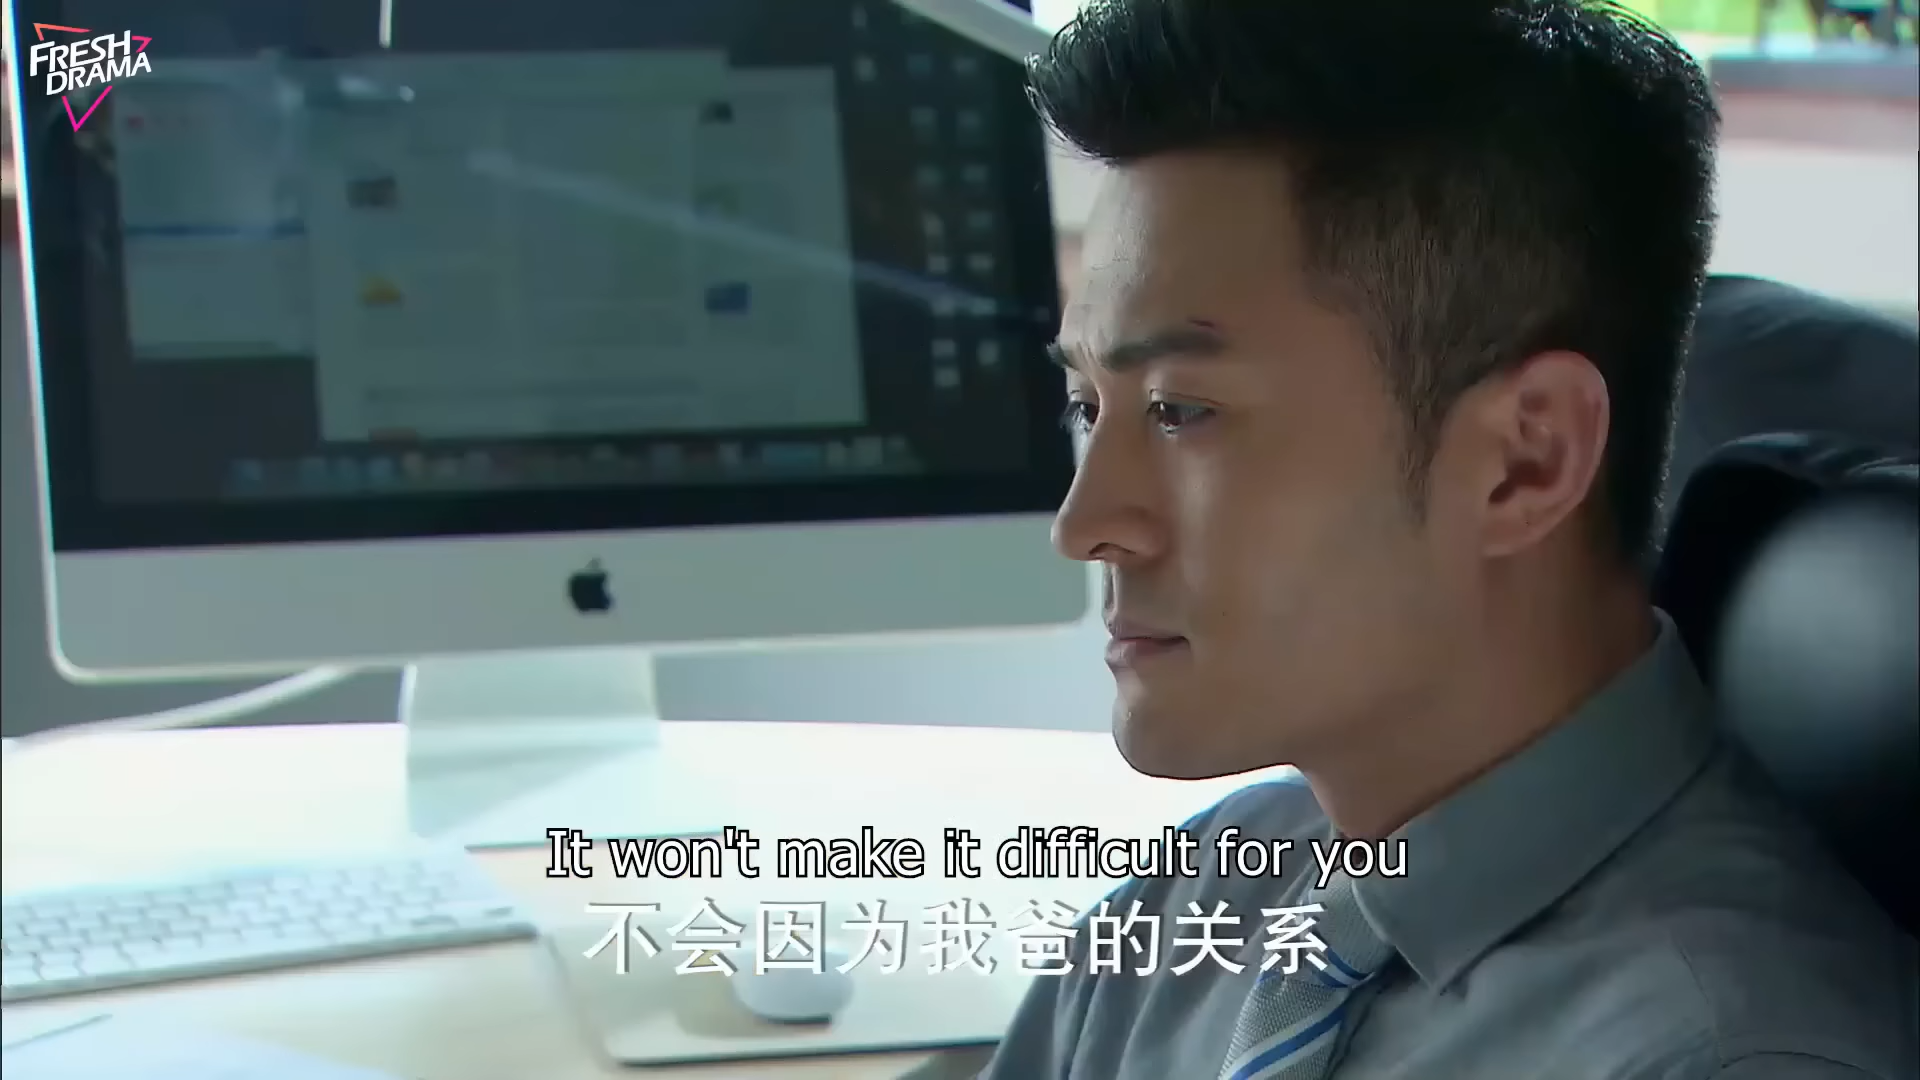 FRESH
DRAMA
It won't make it difficult for you
不会因为我爸的关系